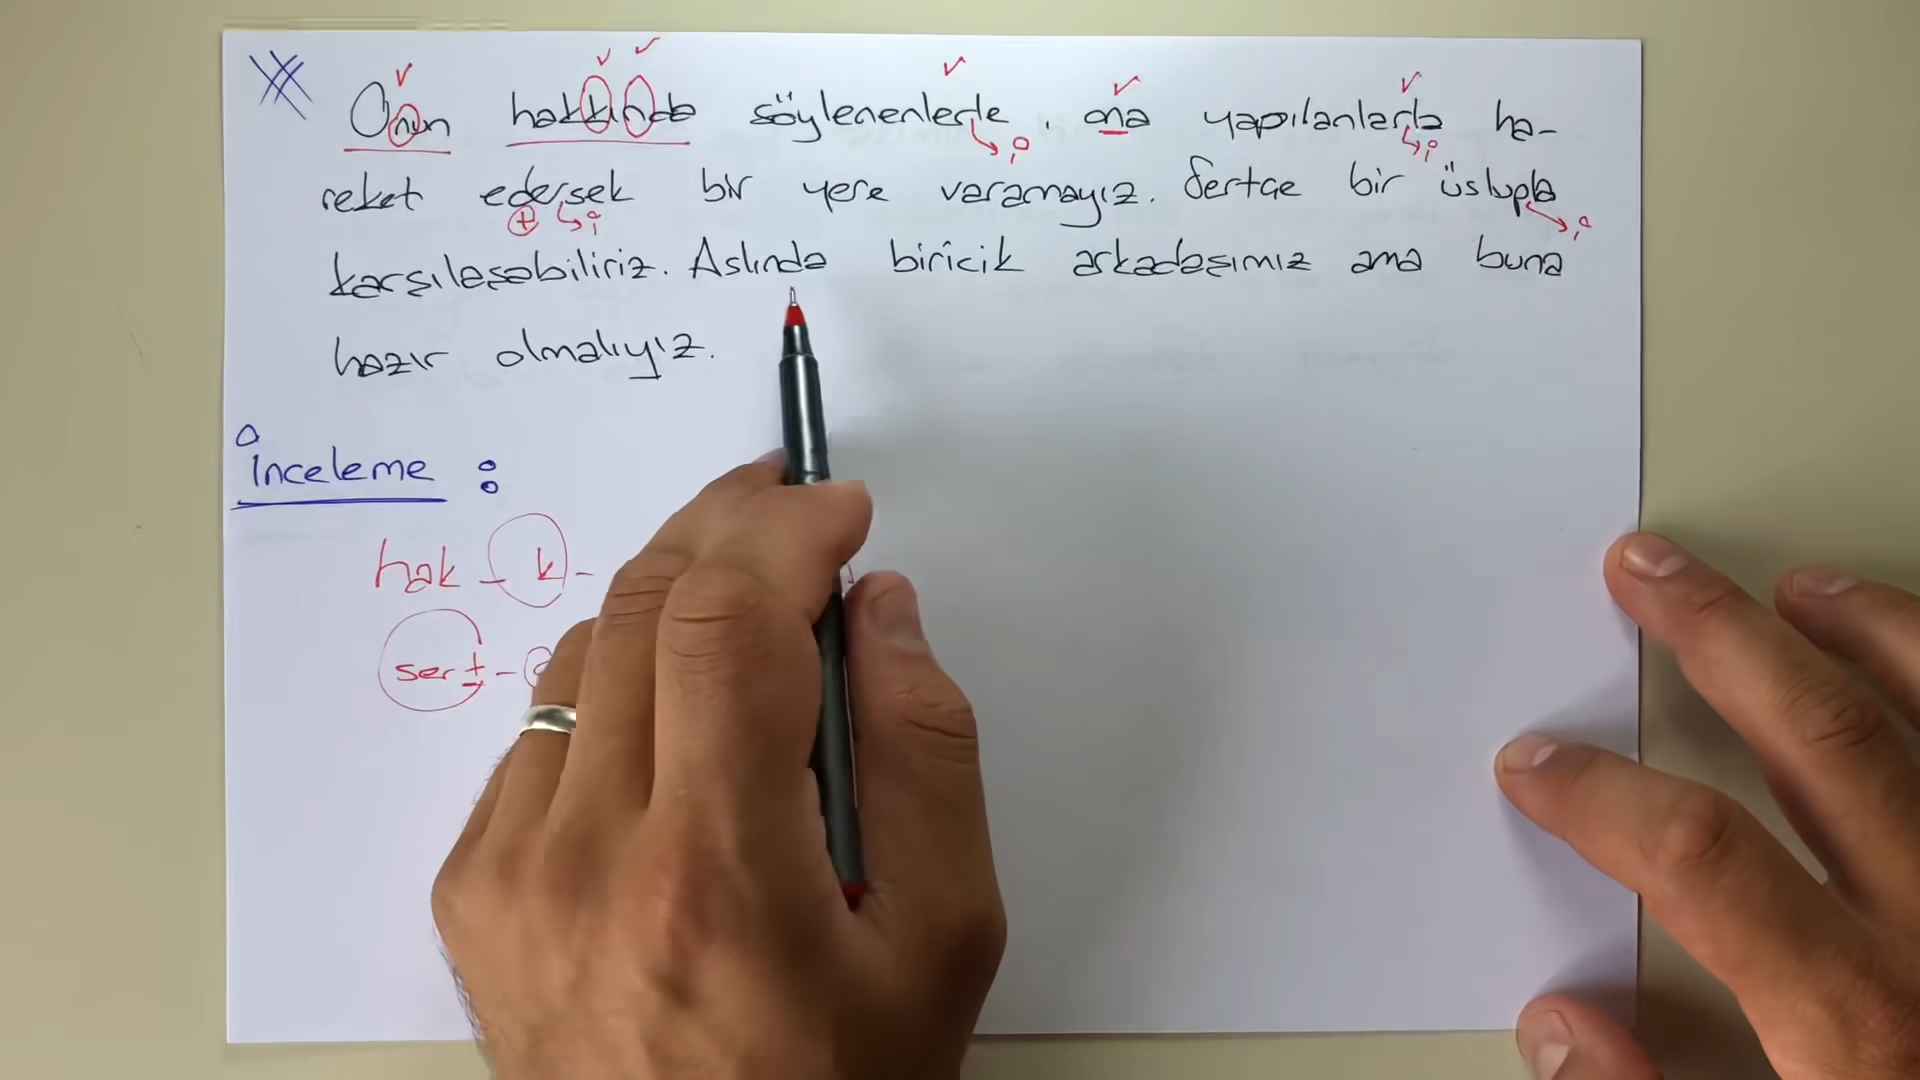 Onun hakkında söylenenlerle, ona yapılanlarla ha-
reket edersek bir yere varamayız. Sertçe bir üslupla
karşılaşabiliriz. Aslında biricik arkadaşımız ama buna
hazır olmalıyız.
İnceleme :
hak - k -
sert -